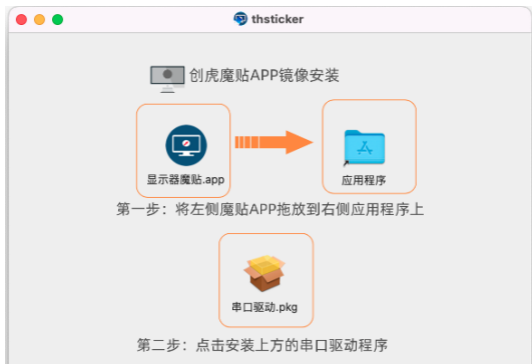 thsticker
创虎魔贴APP镜像安装
显示器魔贴.app
应用程序
第一步：将左侧魔贴APP拖放到右侧应用程序上
串口驱动.pkg
第二步：点击安装上方的串口驱动程序